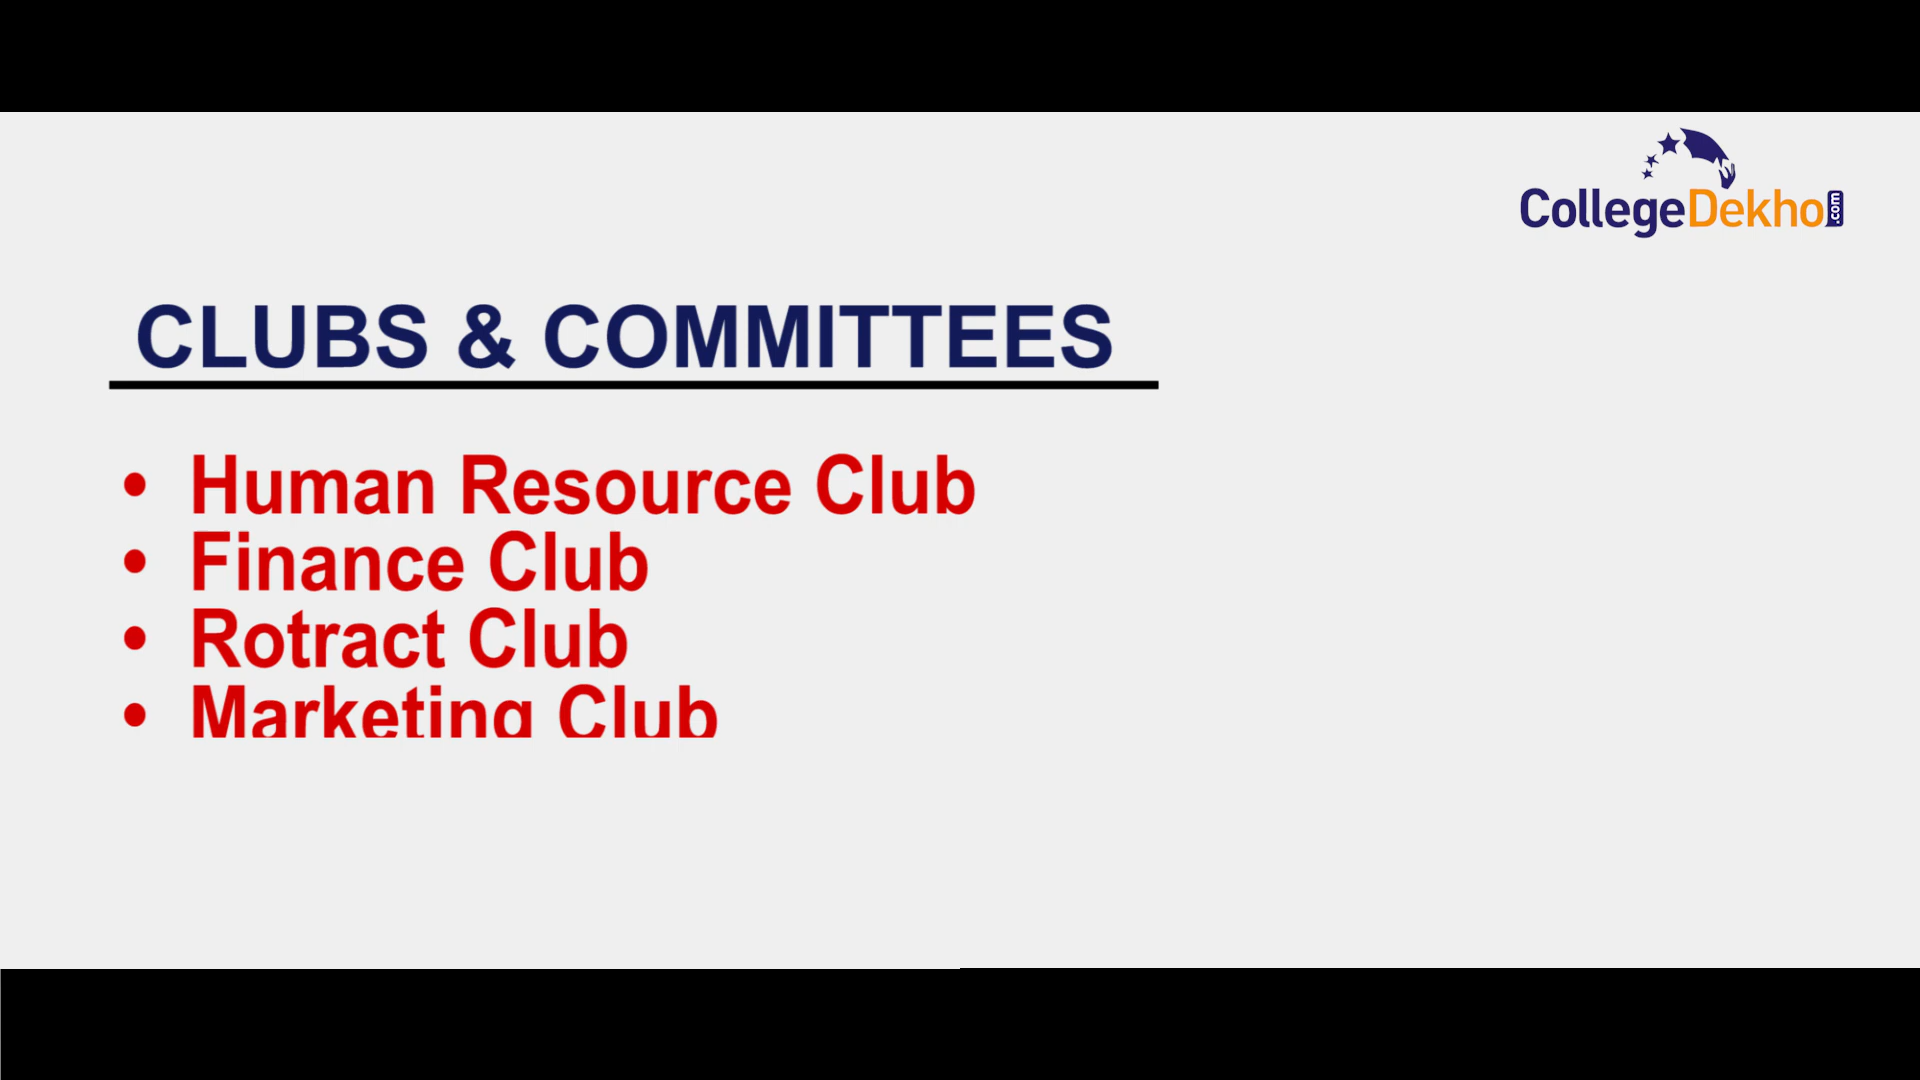 CollegeDekho.com
CLUBS & COMMITTEES
• Human Resource Club
• Finance Club
• Rotract Club
• Marketing Club